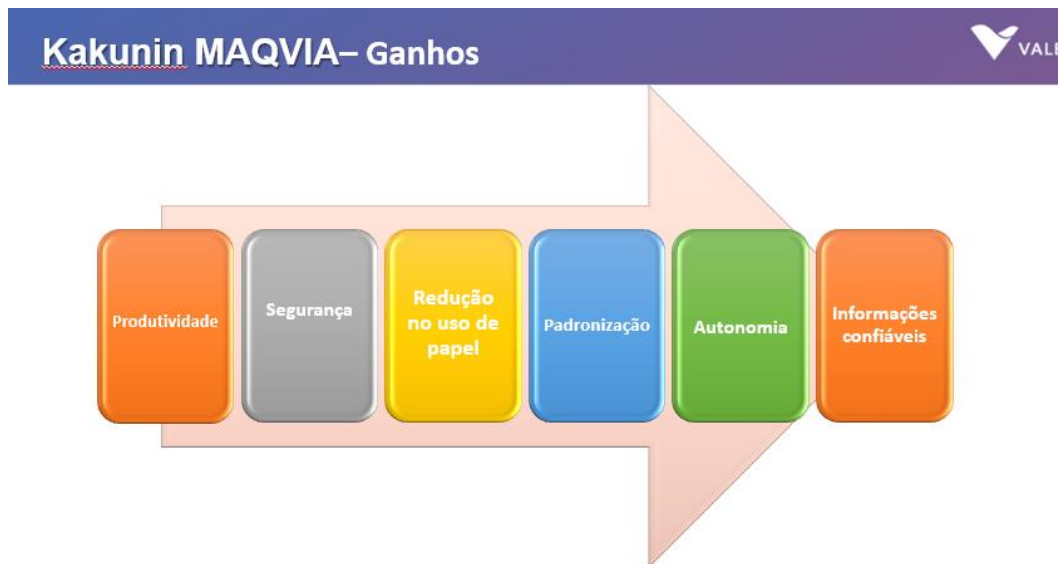 Kakunin MAQVIA– Ganhos
VALE
Produtividade
Segurança
Redução
no uso de
papel
Padronização
Autonomia
Informações
confiáveis